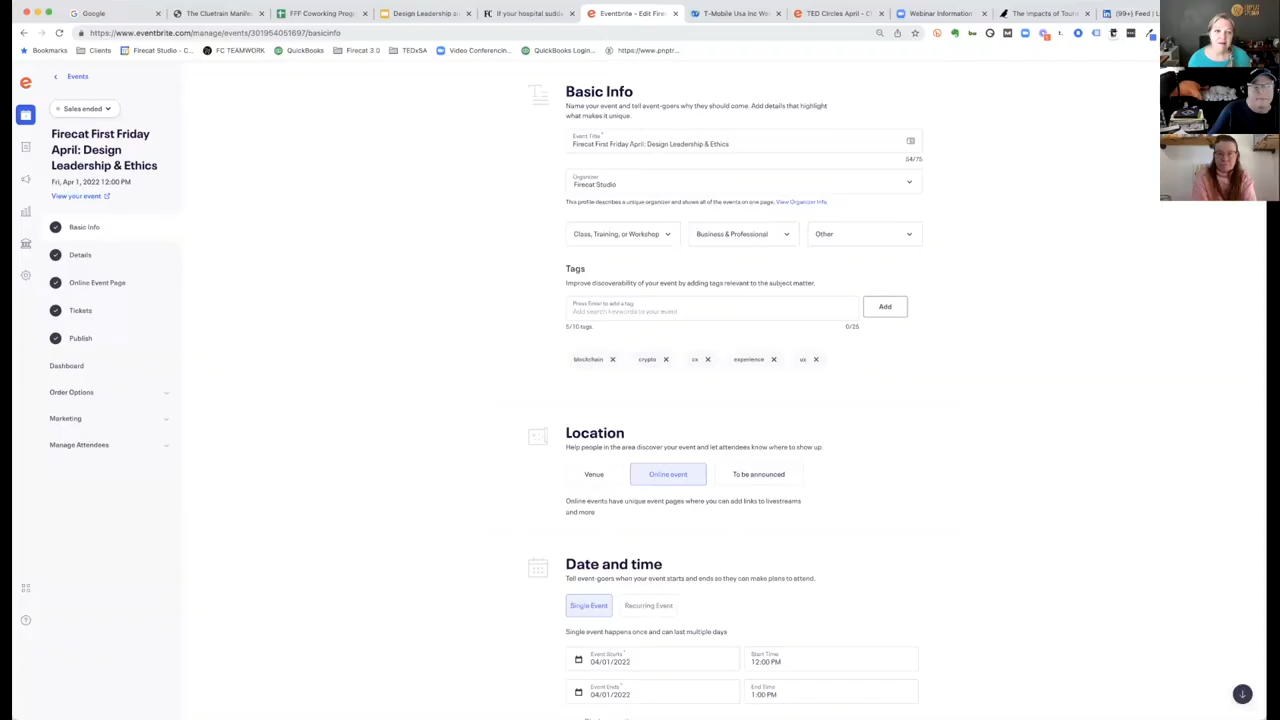 Google
The Cluetrain Manife
FFF Coworking Progr
Design Leadership an
If your hospital sudde
Eventbrite - Edit Firec
T-Mobile Usa Inc Wes
TED Circles April - Ch
Webinar Information
The Impacts of Touris
(99+) Feed |
https://www.eventbrite.com/manage/events/301954051697/basicinfo
Bookmarks
Clients
Firecat Studio - C...
FC TEAMWORK
QuickBooks
Firecat 3.0
TEDxSA
Video Conferencin...
QuickBooks Login...
https://www.pnptr...
Events
Sales ended
Firecat First Friday
April: Design
Leadership & Ethics
Fri, Apr 1, 2022 12:00 PM
View your event
Basic Info
Details
Online Event Page
Tickets
Publish
Dashboard
Order Options
Marketing
Manage Attendees
Basic Info
Name your event and tell event-goers why they should come. Add details that highlight
what makes it unique.
Event Title *
Firecat First Friday April: Design Leadership & Ethics
54/75
Organizer
Firecat Studio
This profile describes a unique organizer and shows all of the events on one page. View Organizer Info
Class, Training, or Workshop
Business & Professional
Other
Tags
Improve discoverability of your event by adding tags relevant to the subject matter.
Press Enter to add a tag
Add search keywords to your event
Add
5/10 tags.
0/25
blockchain
crypto
cx
experience
ux
Location
Help people in the area discover your event and let attendees know where to show up
Venue
Online event
To be announced
Online events have unique event pages where you can add links to livestreams
and more
Date and time
Tell event-goers when your event starts and ends so they can make plans to attend.
Single Event
Recurring Event
Single event happens once and can last multiple days
Event Starts *
04/01/2022
Start Time
12:00 PM
Event Ends *
04/01/2022
End Time
1:00 PM